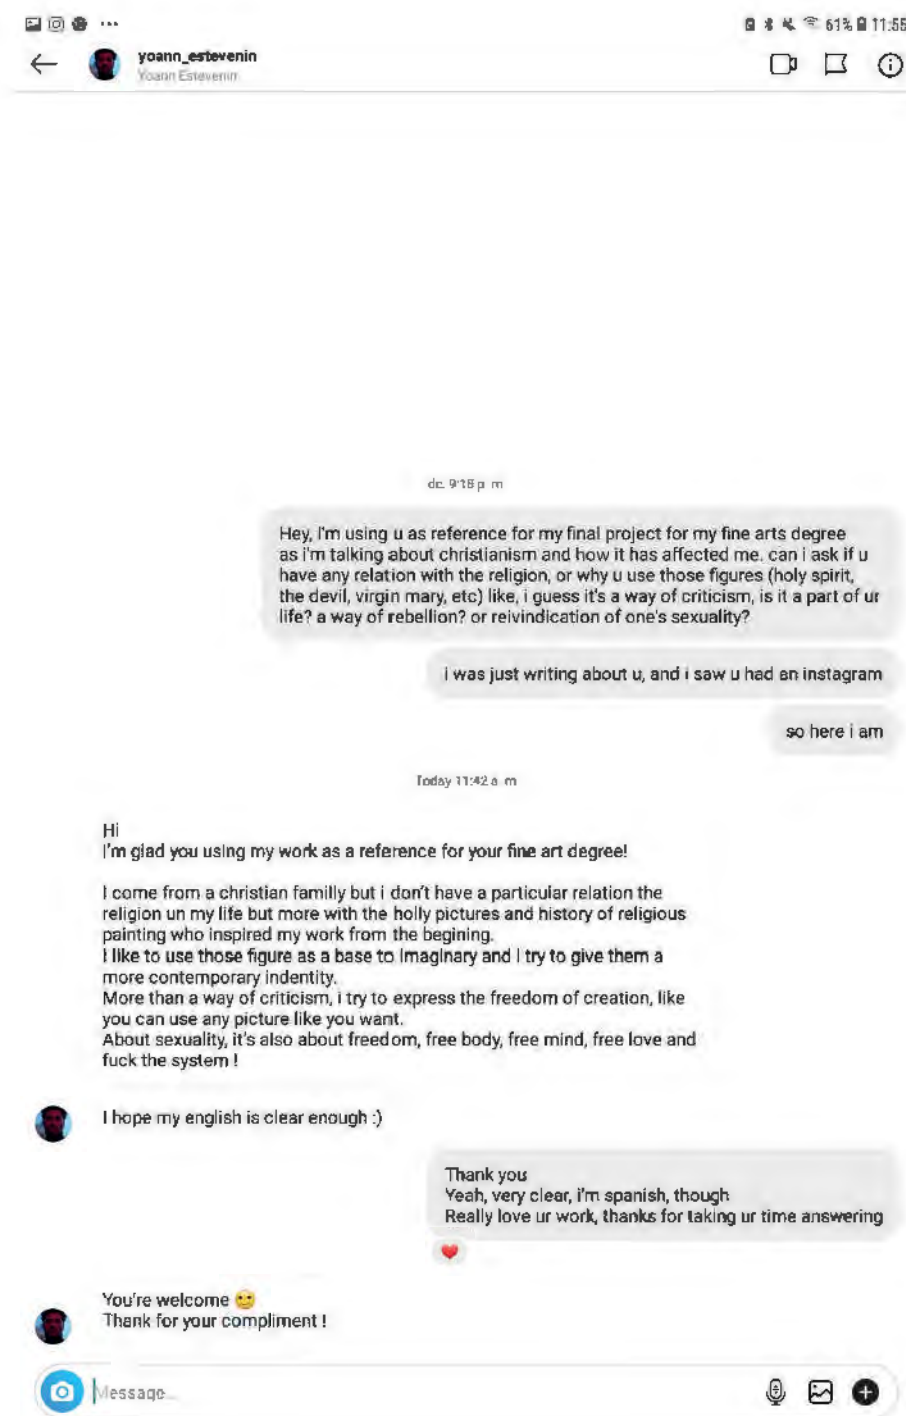 61% 11:55
yoann_estevenin
Yoann Estevenin
9:18 p. m.
Hey, i'm using u as reference for my final project for my fine arts degree
as i'm talking about christianism and how it has affected me. can i ask if u
have any relation with the religion, or why u use those figures (holy spirit,
the devil, virgin mary, etc) like, i guess it's a way of criticism, is it a part of ur
life? a way of rebellion? or reivindication of one's sexuality?
i was just writing about u, and i saw u had an instagram
so here i am
Today 11:42 a. m.
Hi
I'm glad you using my work as a reference for your fine art degree!
I come from a christian familly but i don't have a particular relation the
religion un my life but more with the holly pictures and history of religious
painting who inspired my work from the begining.
I like to use those figure as a base to imaginary and I try to give them a
more contemporary indentity.
More than a way of criticism, i try to express the freedom of creation, like
you can use any picture like you want.
About sexuality, it's also about freedom, free body, free mind, free love and
fuck the system !
I hope my english is clear enough :)
Thank you
Yeah, very clear, i'm spanish, though
Really love ur work, thanks for taking ur time answering
You're welcome 🙂
Thank for your compliment !
Message...